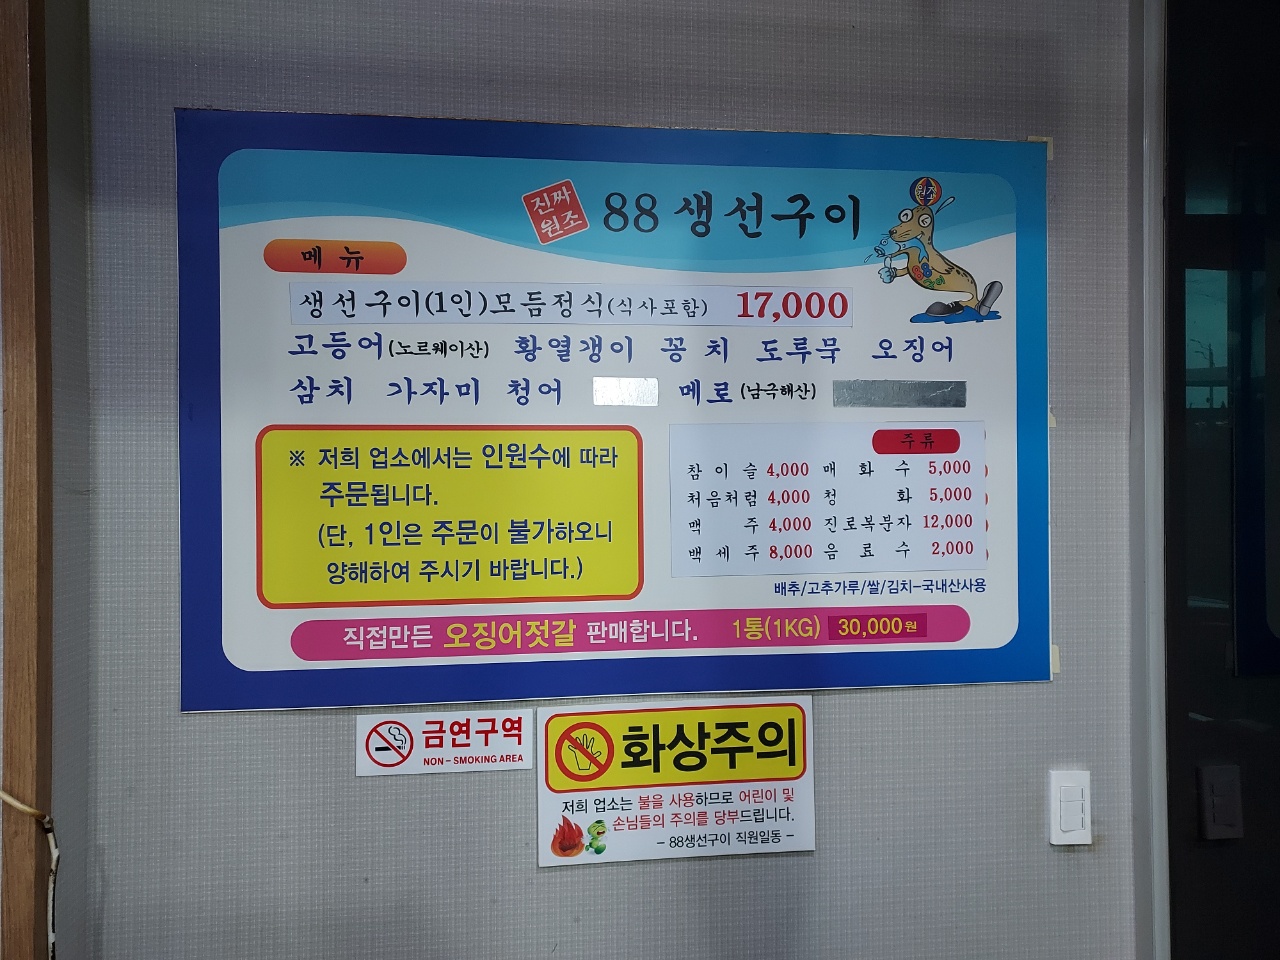 진짜
원조
88 생선구이
원조
88
메뉴
생선구이(1인)모듬정식(식사포함) 17,000
고등어(노르웨이산) 황열갱이 꽁치 도루묵 오징어
삼치 가자미 청어 메로(남극해산)
※ 저희 업소에서는 인원수에 따라
주문됩니다.
(단, 1인은 주문이 불가하오니
양해하여 주시기 바랍니다.)
주류
참이슬 4,000 매화수 5,000
처음처럼 4,000 청화 5,000
맥주 4,000 진로복분자 12,000
백세주 8,000 음료수 2,000
배추/고추가루/쌀/김치-국내산사용
직접만든 오징어젓갈 판매합니다. 1통(1KG) 30,000원
금연구역
NON-SMOKING AREA
화상주의
저희 업소는 불을 사용하므로 어린이 및
손님들의 주의를 당부드립니다.
- 88생선구이 직원일동 -